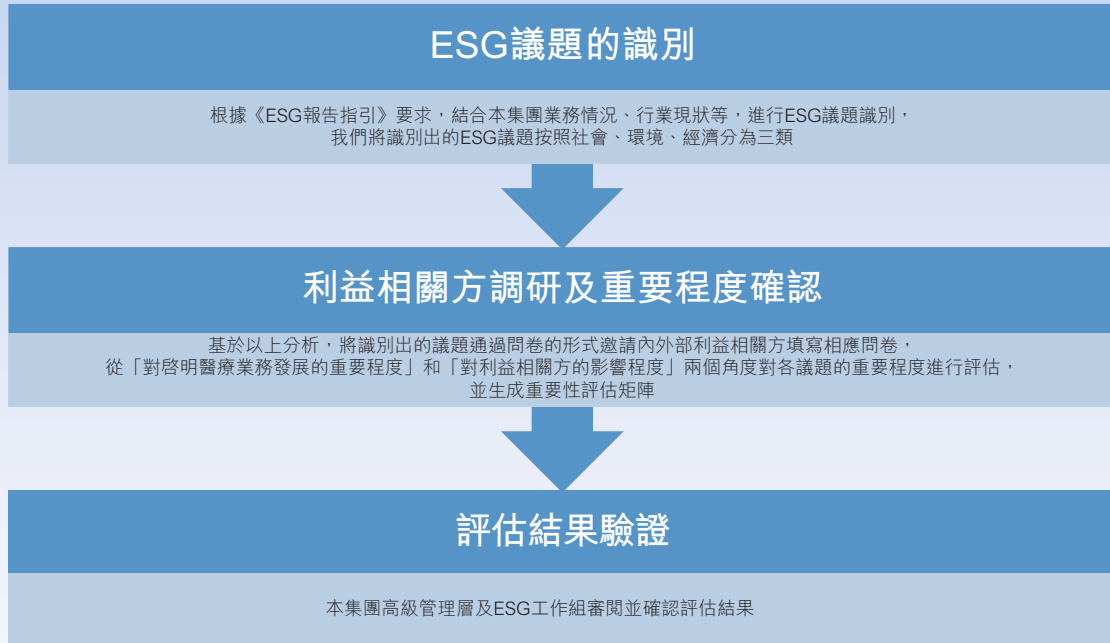 ESG議題的識別
根據《ESG報告指引》要求，結合本集團業務情況、行業現狀等，進行ESG議題識別，
我們將識別出的ESG議題按照社會、環境、經濟分為三類
利益相關方調研及重要程度確認
基於以上分析，將識別出的議題通過問卷的形式邀請內外部利益相關方填寫相應問卷，
從「對啓明醫療業務發展的重要程度」和「對利益相關方的影響程度」兩個角度對各議題的重要程度進行評估，
並生成重要性評估矩陣
評估結果驗證
本集團高級管理層及ESG工作組審閱並確認評估結果